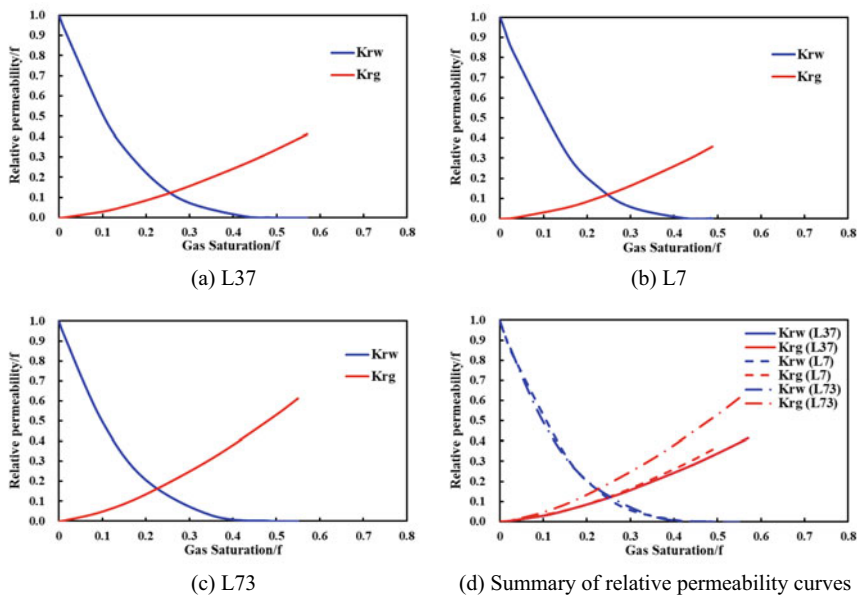 1.0
0.9
0.8
0.7
0.6
0.5
0.4
0.3
0.2
0.1
0.0
Relative permeability/f
Krw
Krg
0 0.1 0.2 0.3 0.4 0.5 0.6 0.7 0.8
Gas Saturation/f
(a) L37
1.0
0.9
0.8
0.7
0.6
0.5
0.4
0.3
0.2
0.1
0.0
Relative permeability/f
Krw
Krg
0 0.1 0.2 0.3 0.4 0.5 0.6 0.7 0.8
Gas Saturation/f
(b) L7
1.0
0.9
0.8
0.7
0.6
0.5
0.4
0.3
0.2
0.1
0.0
Relative permeability/f
Krw
Krg
0 0.1 0.2 0.3 0.4 0.5 0.6 0.7 0.8
Gas Saturation/f
(c) L73
1.0
0.9
0.8
0.7
0.6
0.5
0.4
0.3
0.2
0.1
0.0
Relative permeability/f
Krw (L37)
Krg (L37)
Krw (L7)
Krg (L7)
Krw (L73)
Krg (L73)
0 0.1 0.2 0.3 0.4 0.5 0.6 0.7 0.8
Gas Saturation/f
(d) Summary of relative permeability curves